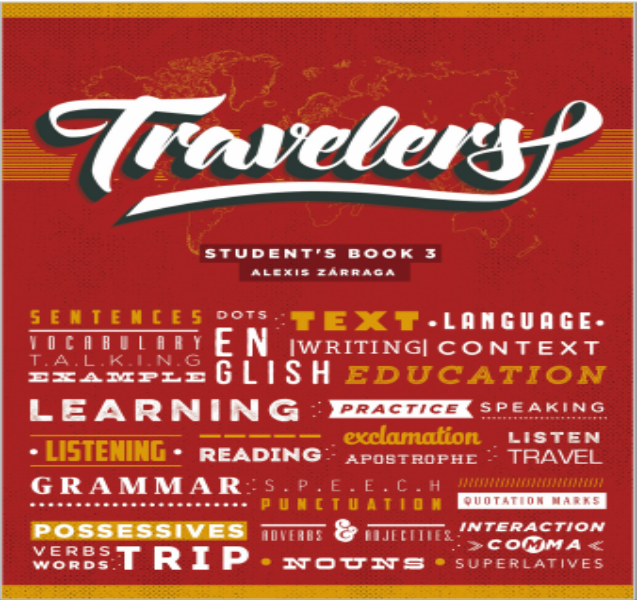 Travelers
STUDENT'S BOOK 3
ALEXIS ZÁRRAGA
SENTENCES DOTS TEXT •LANGUAGE•
VOCABULARY EN |WRITING| CONTEXT
T.A.L.K.I.N.G
EXAMPLE GLISH EDUCATION
LEARNING PRACTICE SPEAKING
• LISTENING • READING exclamation LISTEN
APOSTROPHE TRAVEL
GRAMMAR S.P.E.E.C.H
PUNCTUATION QUOTATION MARKS
POSSESSIVES ADVERBS & ADJECTIVES INTERACTION
VERBS TRIP >COMMA<
WORDS • NOUNS • SUPERLATIVES